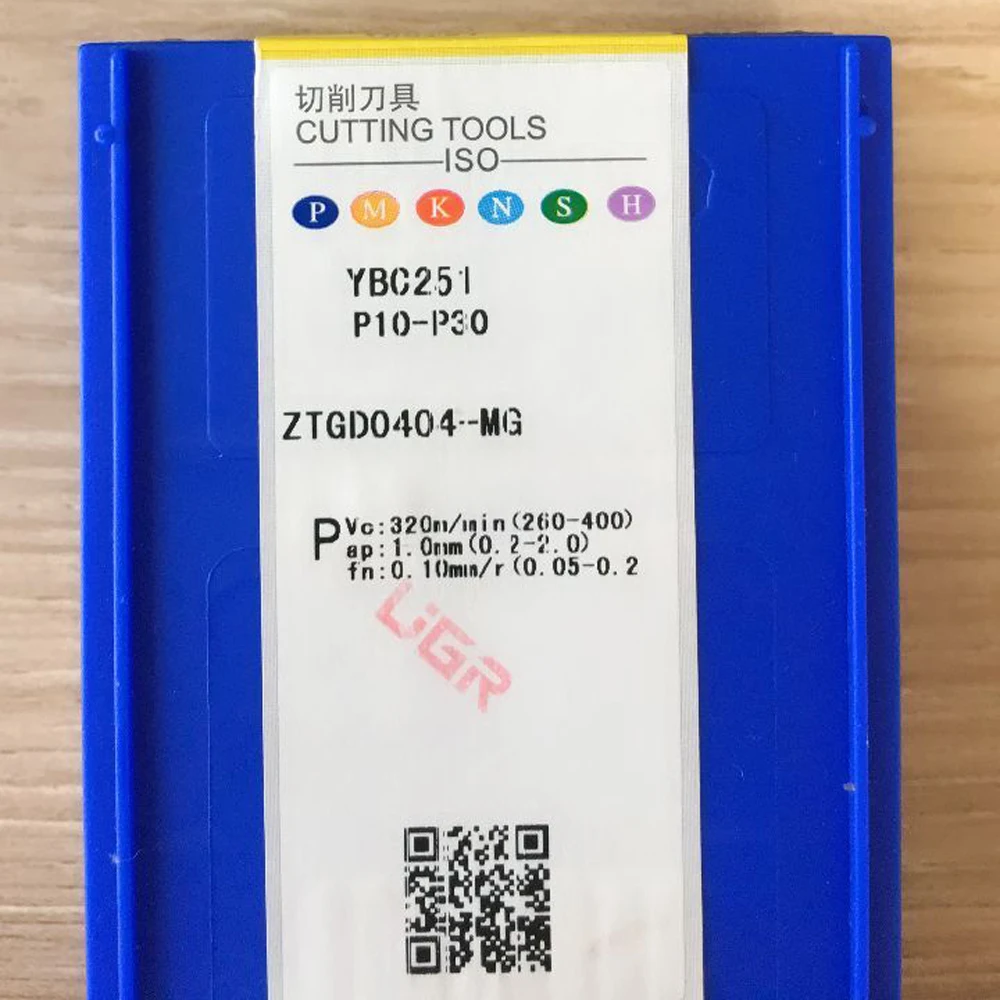 切削刀具
CUTTING TOOLS
ISO
P M K N S H
YBC251
P10-P30
ZTGD0404-MG
P
Vc:320m/min(260-400)
ap:1.0mm(0.2-2.0)
fn:0.10mm/r(0.05-0.2
UGR